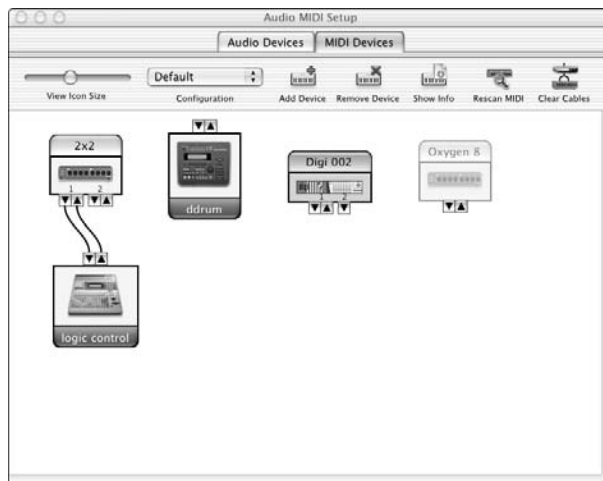 Audio MIDI Setup
Audio Devices MIDI Devices
Default
View Icon Size Configuration Add Device Remove Device Show Info Rescan MIDI Clear Cables
2x2
1 2
ddrum
Digi 002
1 2
Oxygen 8
logic control